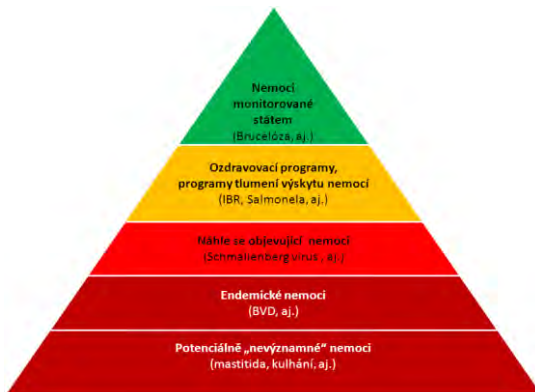 Nemoci
monitorované
státem
(Brucelóza, aj.)
Ozdravovací programy,
programy tlumení výskytu nemocí
(IBR, Salmonela, aj.)
Náhle se objevující nemoci
(Schmallenberg virus , aj.)
Endemické nemoci
(BVD, aj.)
Potenciálně „nevýznamné“ nemoci
(mastitida, kulhání, aj.)